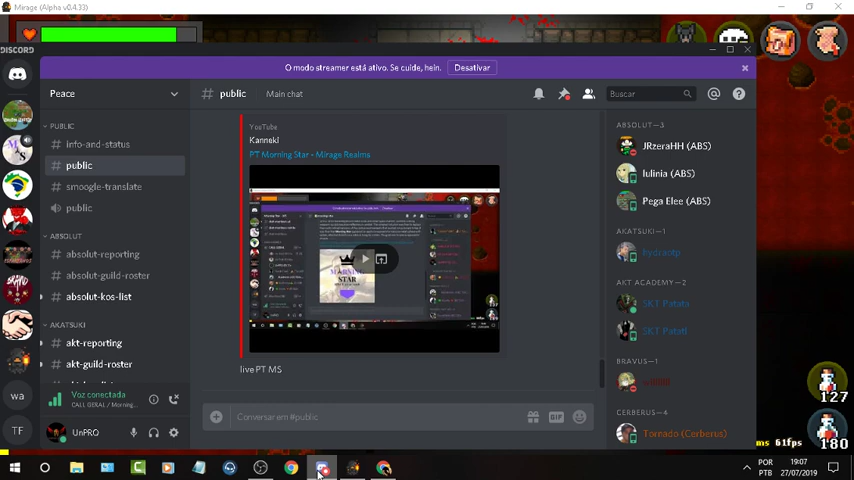 Mirage (Alpha v0.4.33)
DISCORD
O modo streamer está ativo. Se cuide, hein.
Desativar
Peace
# public
Main chat
Buscar
PUBLIC
# info-and-status
# public
# smoogle-translate
public
ABSOLUT
# absolut-reporting
# absolut-guild-roster
# absolut-kos-list
AKATSUKI
# akt-reporting
# akt-guild-roster
Voz conectada
CALL GERAL / Morning...
UnPRO
wa
TF
YouTube
Kanneki
PT Morning Star - Mirage Realms
MORNING
STAR
live PT MS
Conversar em #public
GIF
ABSOLUT—3
JRzeraHH (ABS)
Iulinia (ABS)
Pega Elee (ABS)
AKATSUKI—1
hydraotp
AKT ACADEMY—2
SKT Patata
SKT Patati
BRAVUS—1
CERBERUS—4
Tornado (Cerberus)
127
180
ms 61fps
POR
PTB
19:07
27/07/2019